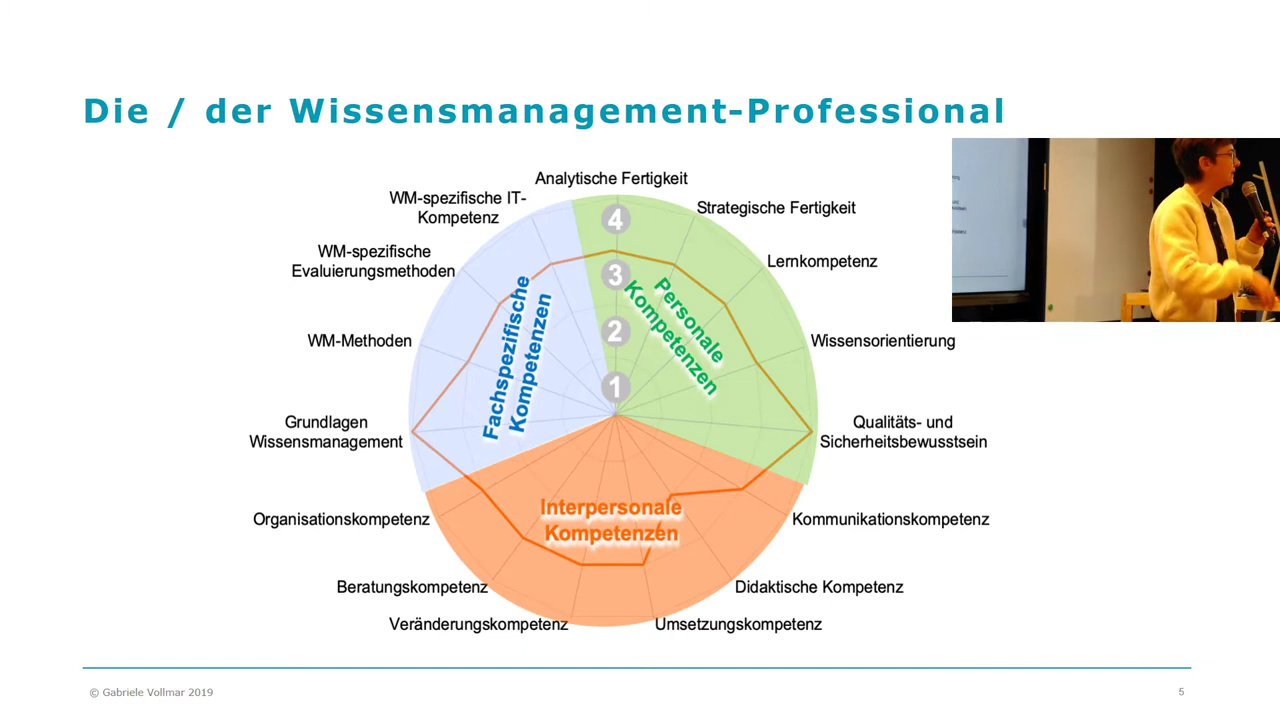 Die / der Wissensmanagement-Professional
Analytische Fertigkeit
WM-spezifische IT-
Kompetenz
Strategische Fertigkeit
WM-spezifische
Evaluierungsmethoden
Lernkompetenz
WM-Methoden
Wissensorientierung
Grundlagen
Wissensmanagement
Qualitäts- und
Sicherheitsbewusstsein
Organisationskompetenz
Kommunikationskompetenz
Beratungskompetenz
Didaktische Kompetenz
Veränderungskompetenz
Umsetzungskompetenz
4
3
2
1
Fachspezifische
Kompetenzen
Personale
Kompetenzen
Interpersonale
Kompetenzen
© Gabriele Vollmar 2019
5